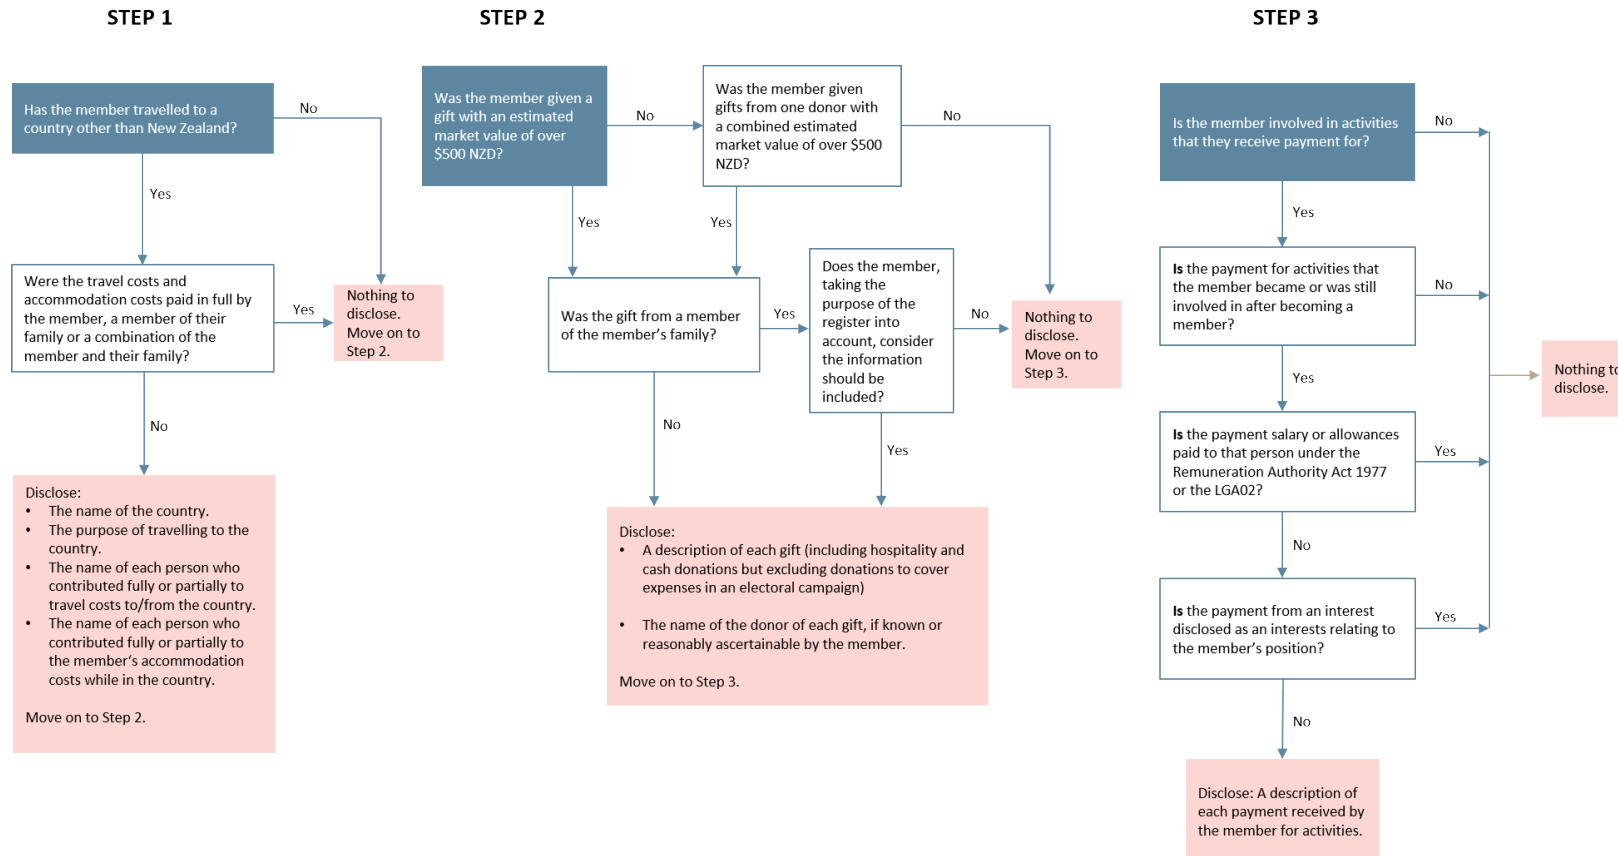 STEP 1
Has the member travelled to a
country other than New Zealand?
No
Yes
Were the travel costs and
accommodation costs paid in full by
the member, a member of their
family or a combination of the
member and their family?
Yes
Nothing to
disclose.
Move on to
Step 2.
No
Disclose:
• The name of the country.
• The purpose of travelling to the
country.
• The name of each person who
contributed fully or partially to
travel costs to/from the country.
• The name of each person who
contributed fully or partially to
the member‘s accommodation
costs while in the country.
Move on to Step 2.
STEP 2
Was the member given a
gift with an estimated
market value of over
$500 NZD?
No
Was the member given
gifts from one donor with
a combined estimated
market value of over $500
NZD?
No
Yes
Yes
Was the gift from a member
of the member’s family?
Yes
Does the member,
taking the
purpose of the
register into
account, consider
the information
should be
included?
No
Nothing to
disclose.
Move on to
Step 3.
No
Yes
Disclose:
• A description of each gift (including hospitality and
cash donations but excluding donations to cover
expenses in an electoral campaign)
• The name of the donor of each gift, if known or
reasonably ascertainable by the member.
Move on to Step 3.
STEP 3
Is the member involved in activities
that they receive payment for?
No
Yes
Is the payment for activities that
the member became or was still
involved in after becoming a
member?
No
Yes
Is the payment salary or allowances
paid to that person under the
Remuneration Authority Act 1977
or the LGA02?
Yes
No
Is the payment from an interest
disclosed as an interests relating to
the member’s position?
Yes
No
Nothing to
disclose.
Disclose: A description of
each payment received by
the member for activities.